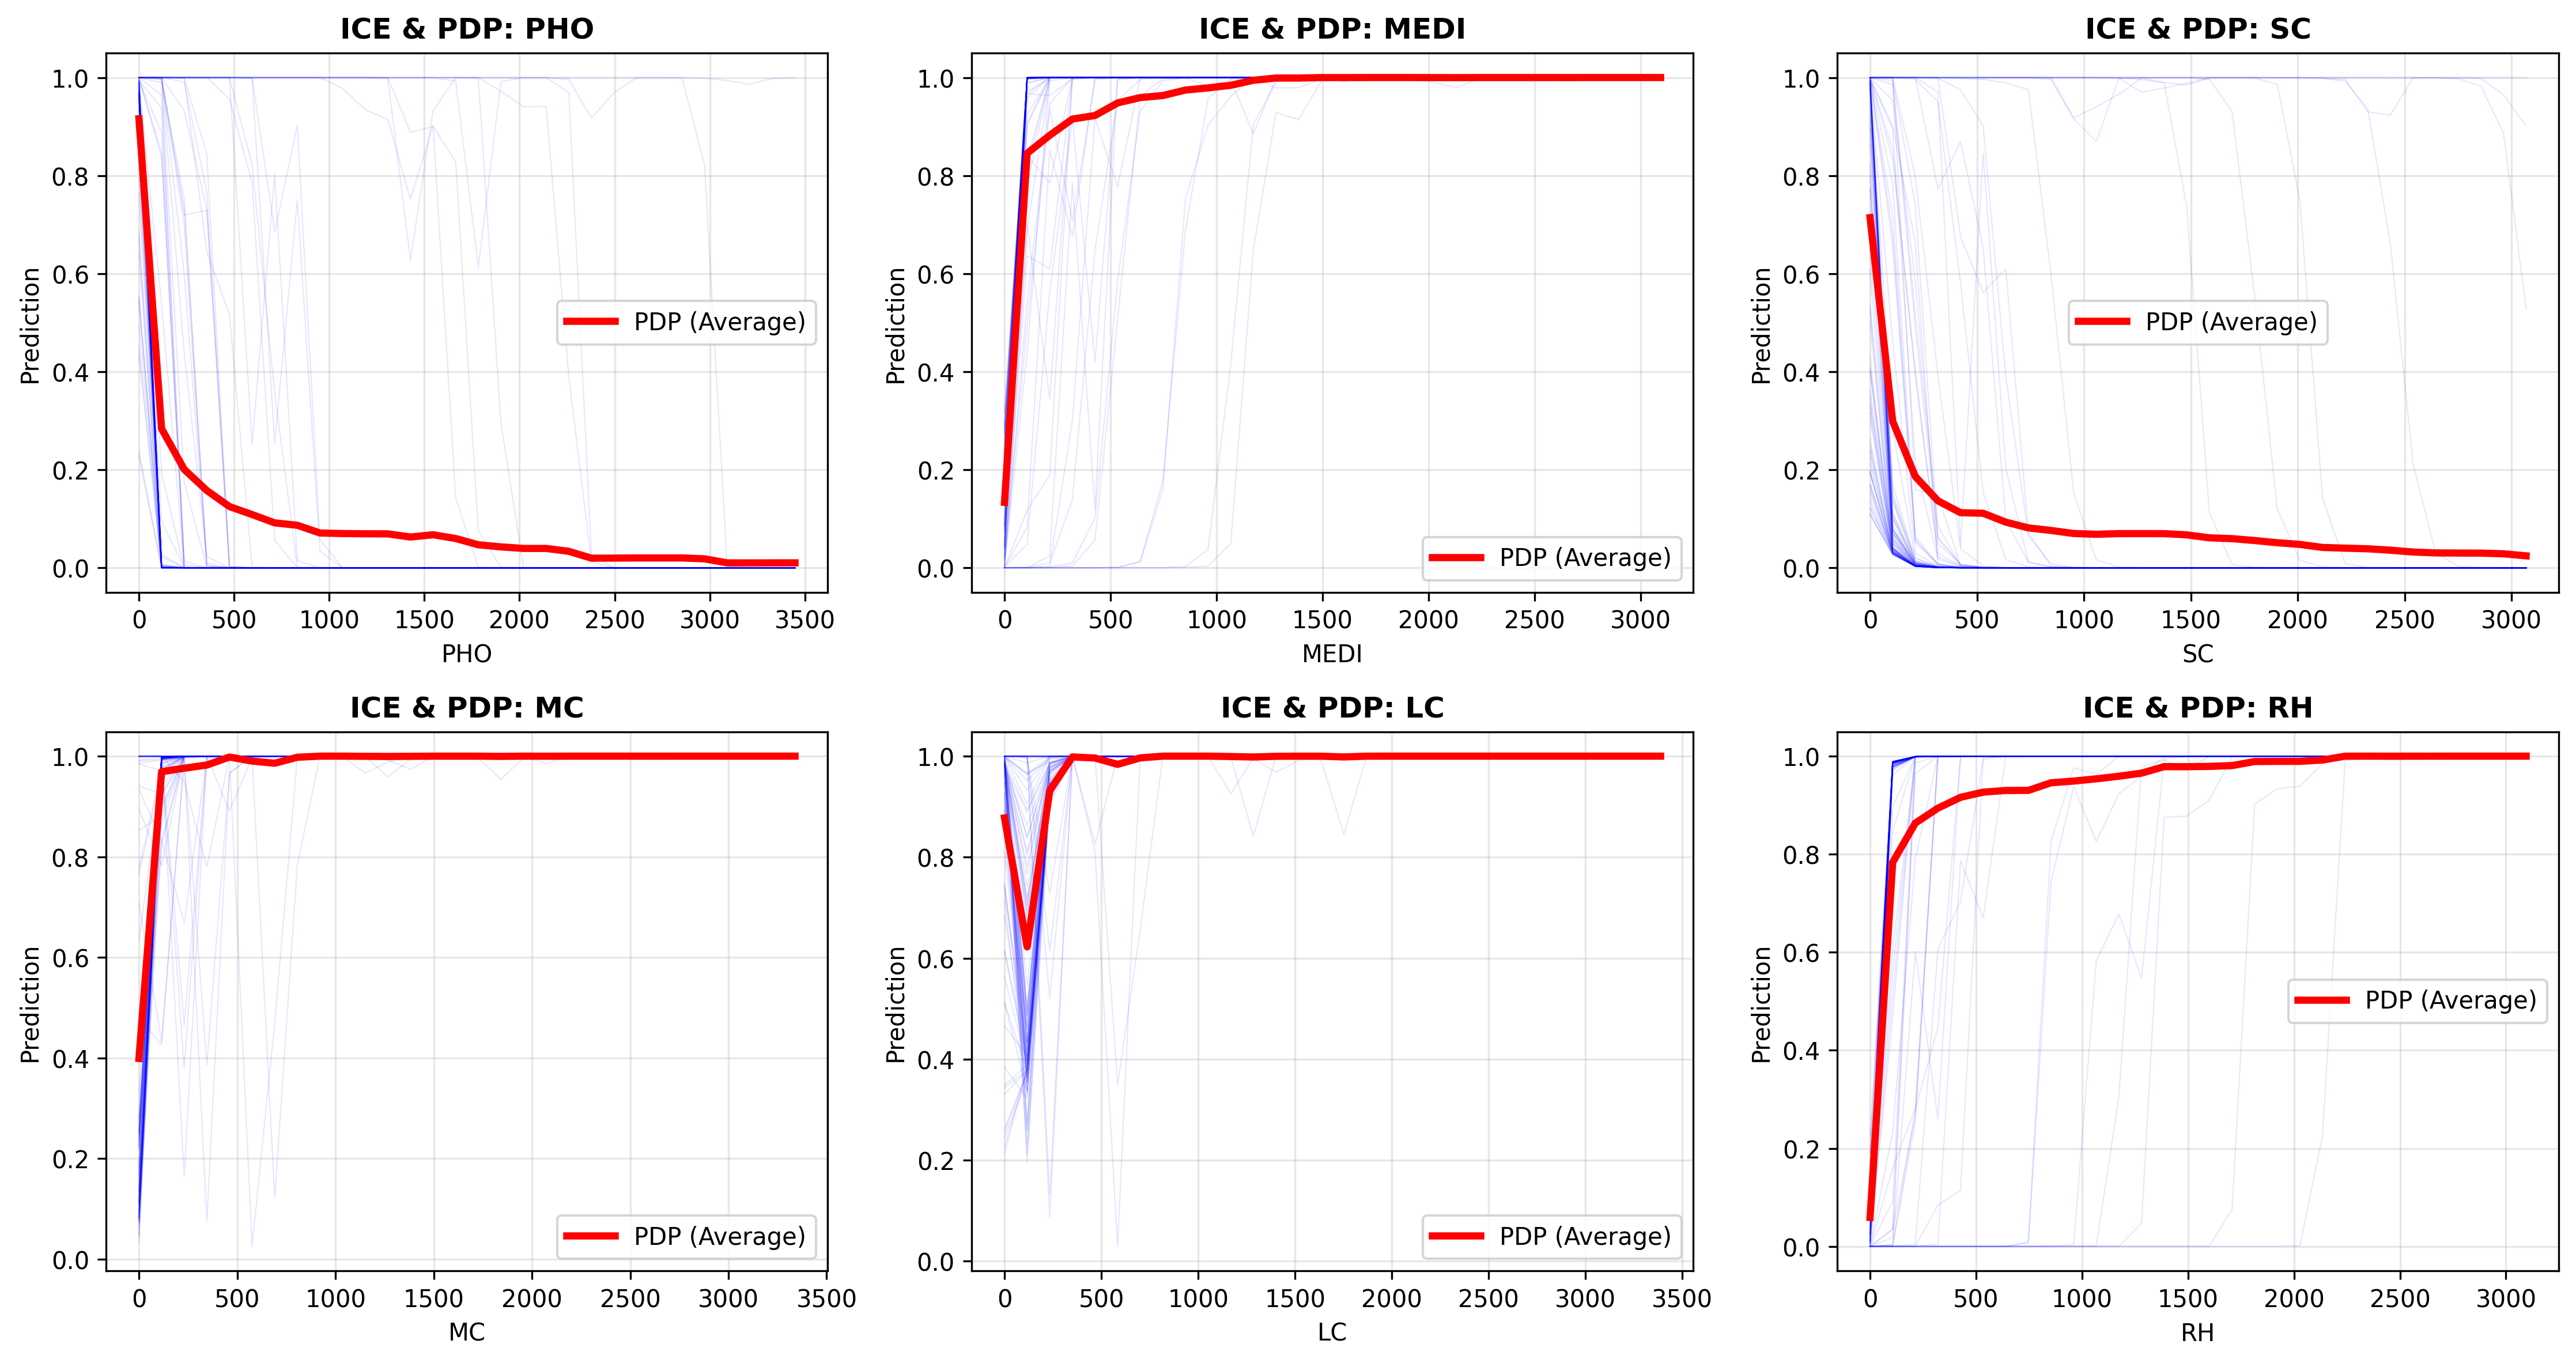 ICE & PDP: PHO
1.0
0.8
0.6
0.4
0.2
0.0
Prediction
PDP (Average)
0 500 1000 1500 2000 2500 3000 3500
PHO
ICE & PDP: MEDI
1.0
0.8
0.6
0.4
0.2
0.0
Prediction
PDP (Average)
0 500 1000 1500 2000 2500 3000
MEDI
ICE & PDP: SC
1.0
0.8
0.6
0.4
0.2
0.0
Prediction
PDP (Average)
0 500 1000 1500 2000 2500 3000
SC
ICE & PDP: MC
1.0
0.8
0.6
0.4
0.2
0.0
Prediction
PDP (Average)
0 500 1000 1500 2000 2500 3000 3500
MC
ICE & PDP: LC
1.0
0.8
0.6
0.4
0.2
0.0
Prediction
PDP (Average)
0 500 1000 1500 2000 2500 3000 3500
LC
ICE & PDP: RH
1.0
0.8
0.6
0.4
0.2
0.0
Prediction
PDP (Average)
0 500 1000 1500 2000 2500 3000
RH